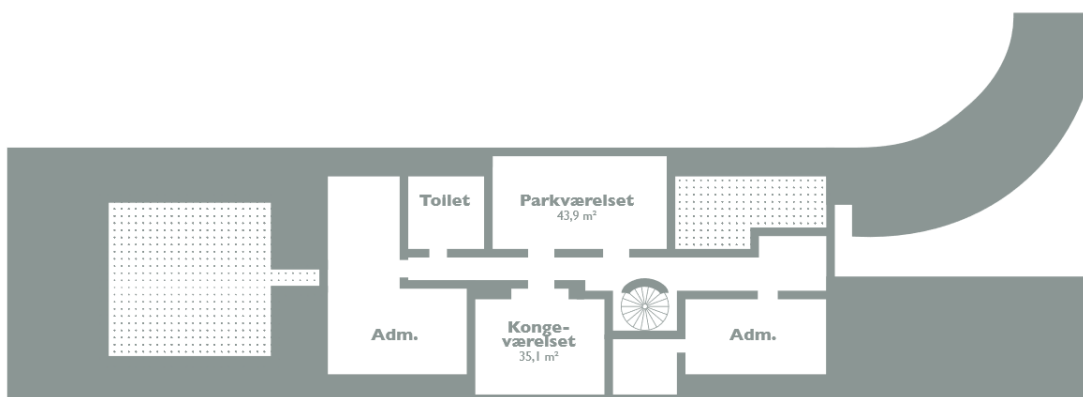 Toilet
Parkværelset
43,9 m²
Adm.
Konge-
værelset
35,1 m²
Adm.